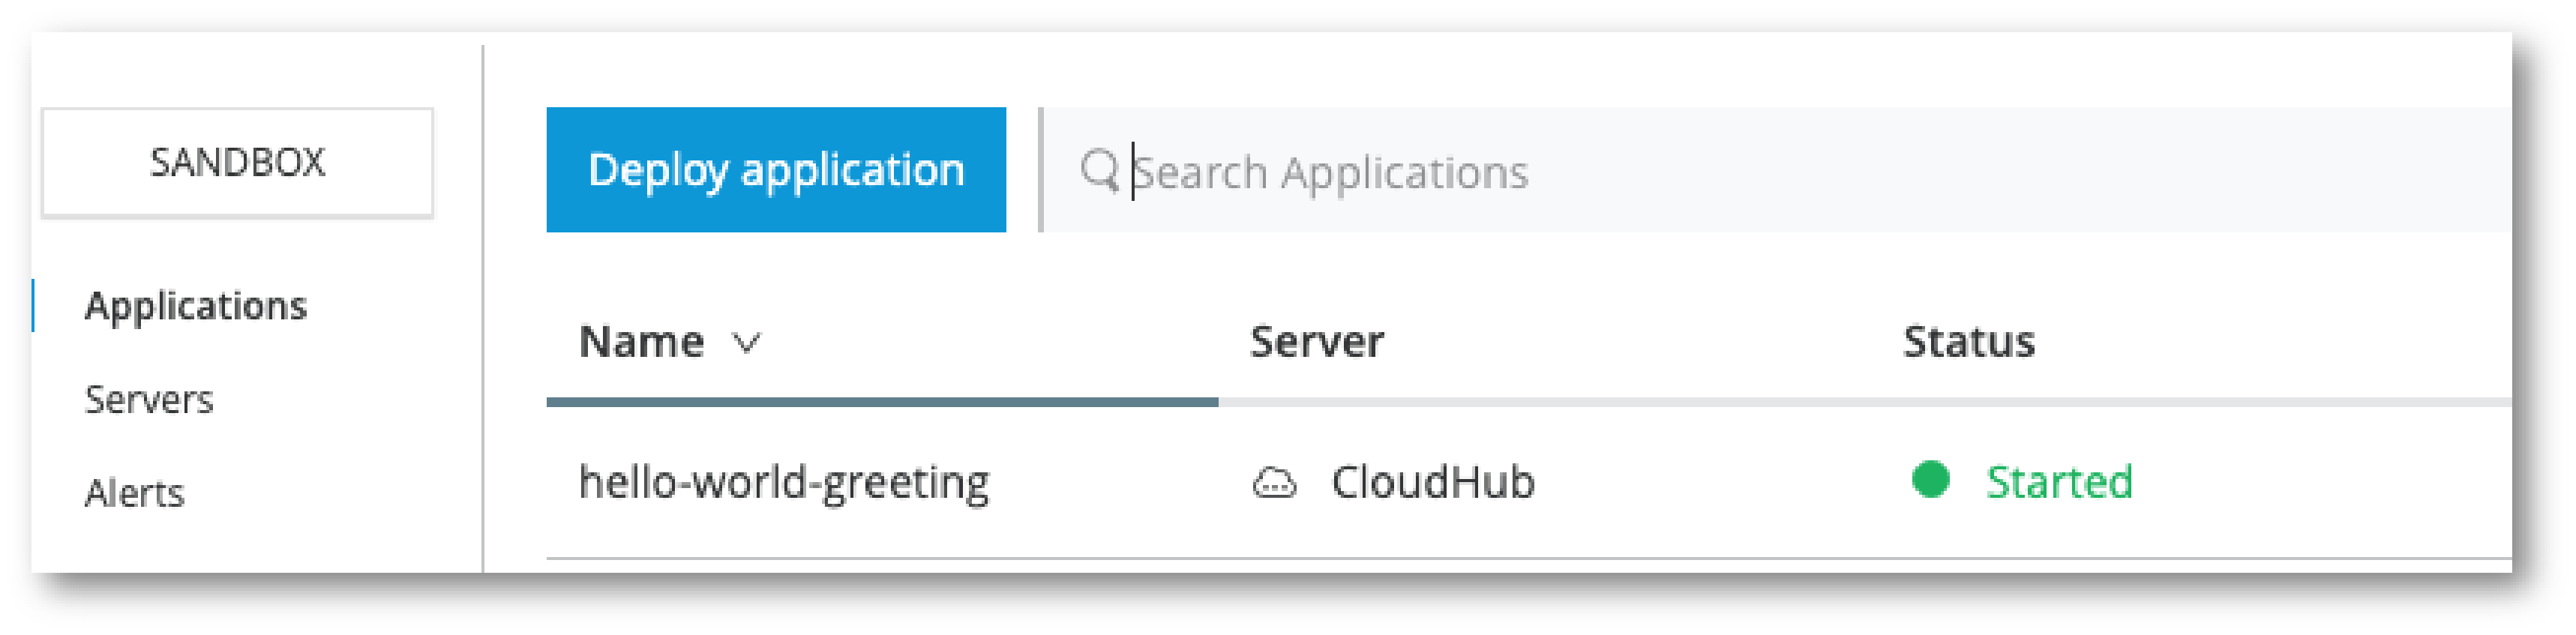 SANDBOX
Applications
Servers
Alerts
Deploy application
Search Applications
Name Server Status
hello-world-greeting CloudHub Started